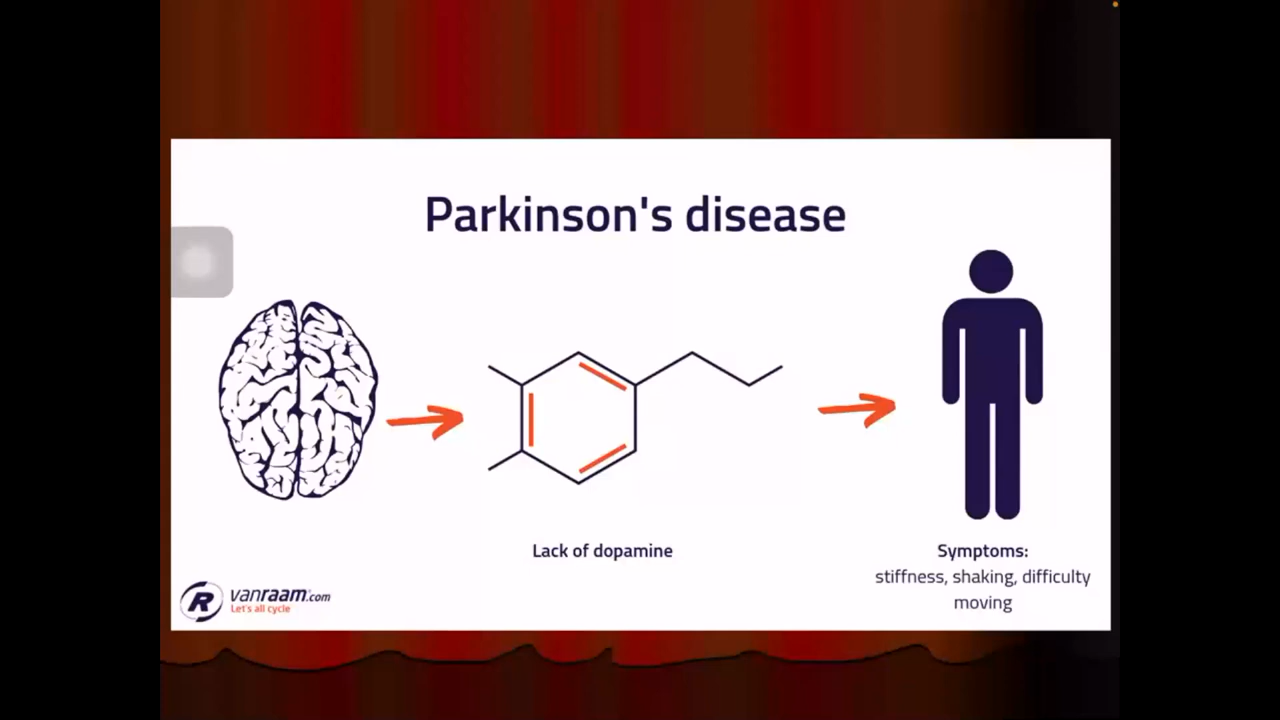 Parkinson's disease
Lack of dopamine
Symptoms:
stiffness, shaking, difficulty
moving
R vanraam.com
Let's all cycle